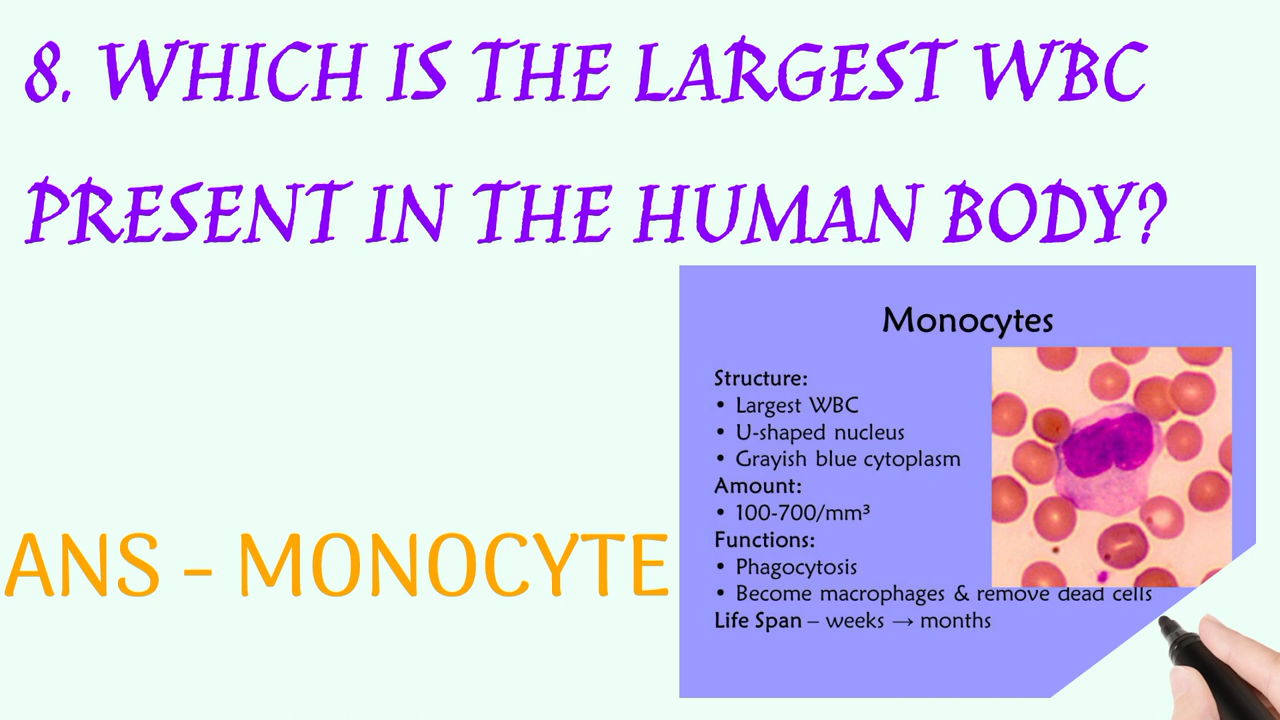 8. WHICH IS THE LARGEST WBC
PRESENT IN THE HUMAN BODY?
Monocytes
Structure:
• Largest WBC
• U-shaped nucleus
• Grayish blue cytoplasm
Amount:
• 100-700/mm³
Functions:
• Phagocytosis
• Become macrophages & remove dead cells
Life Span – weeks → months
ANS - MONOCYTE